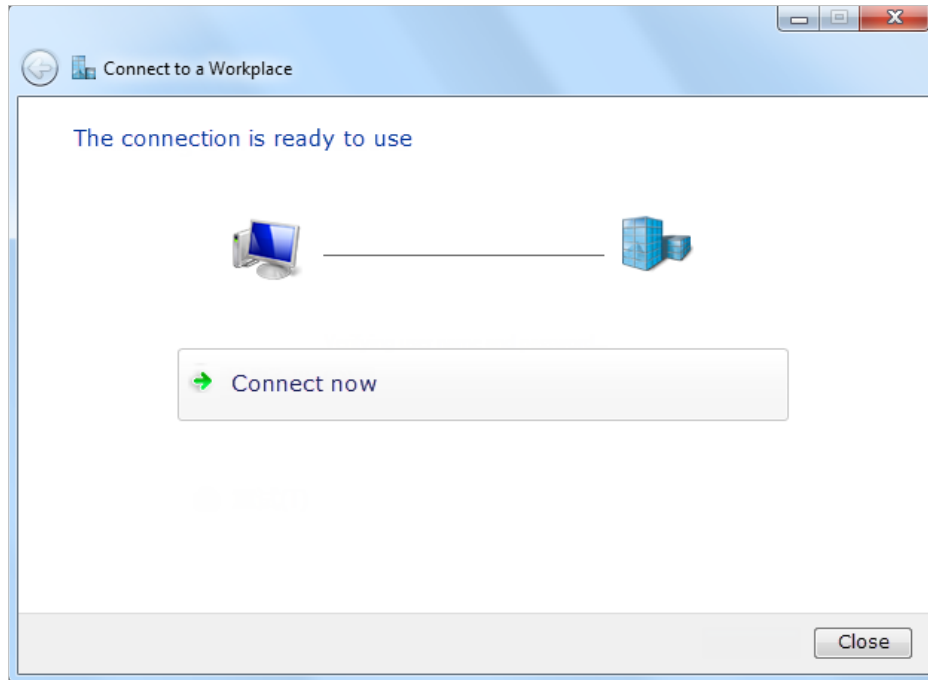 Connect to a Workplace
The connection is ready to use
Connect now
Close